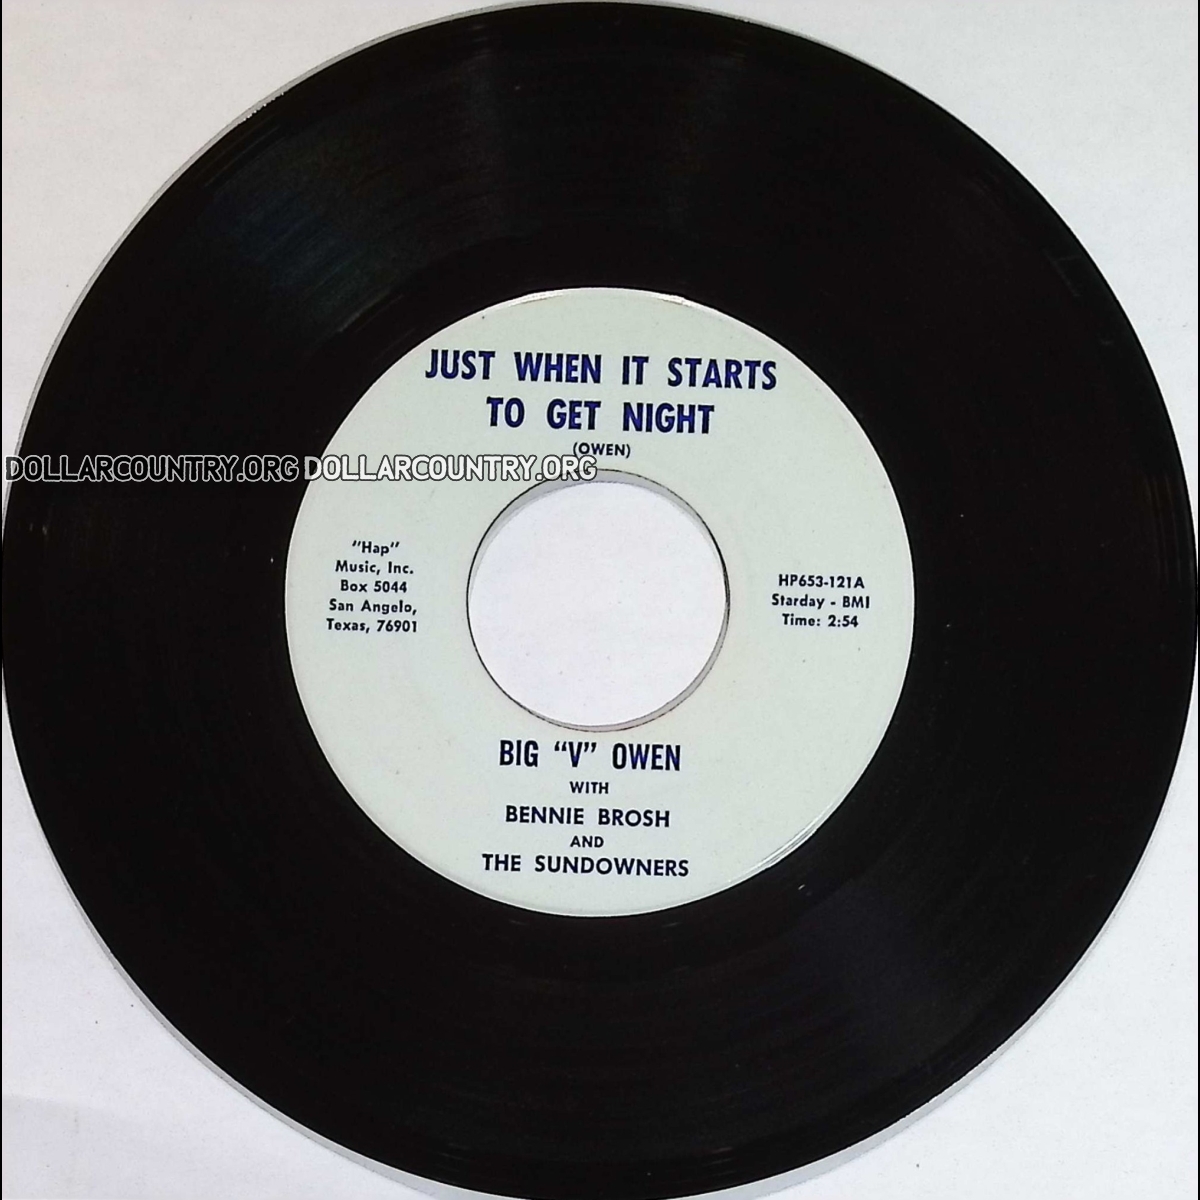 JUST WHEN IT STARTS
TO GET NIGHT
(OWEN)
DOLLARCOUNTRY.ORG DOLLARCOUNTRY.ORG
"Hap"
Music, Inc.
Box 5044
San Angelo,
Texas, 76901
HP653-121A
Starday - BMI
Time: 2:54
BIG "V" OWEN
WITH
BENNIE BROSH
AND
THE SUNDOWNERS